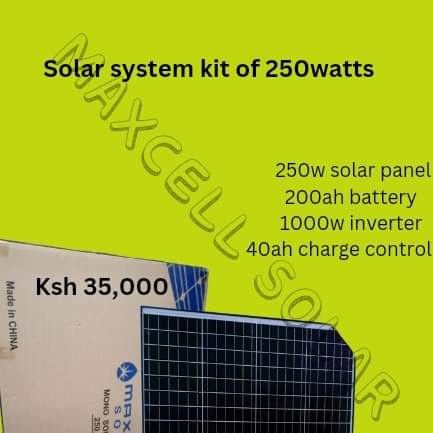 Solar system kit of 250watts
MAXCELL SOLAR
250w solar panel
200ah battery
1000w inverter
40ah charge control
Ksh 35,000
Made in CHINA
MAX
MONO SO
250